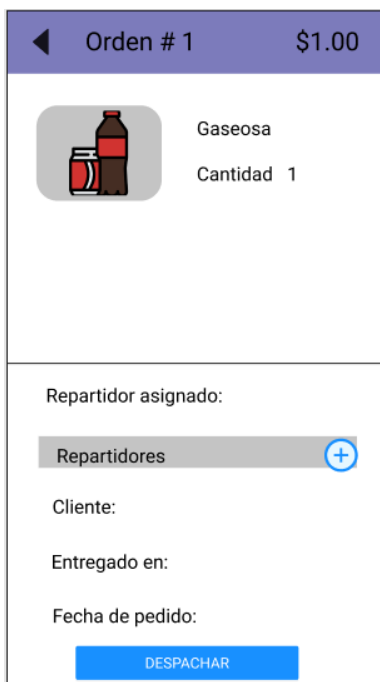 Orden # 1 $1.00
Gaseosa
Cantidad 1
Repartidor asignado:
Repartidores
Cliente:
Entregado en:
Fecha de pedido:
DESPACHAR